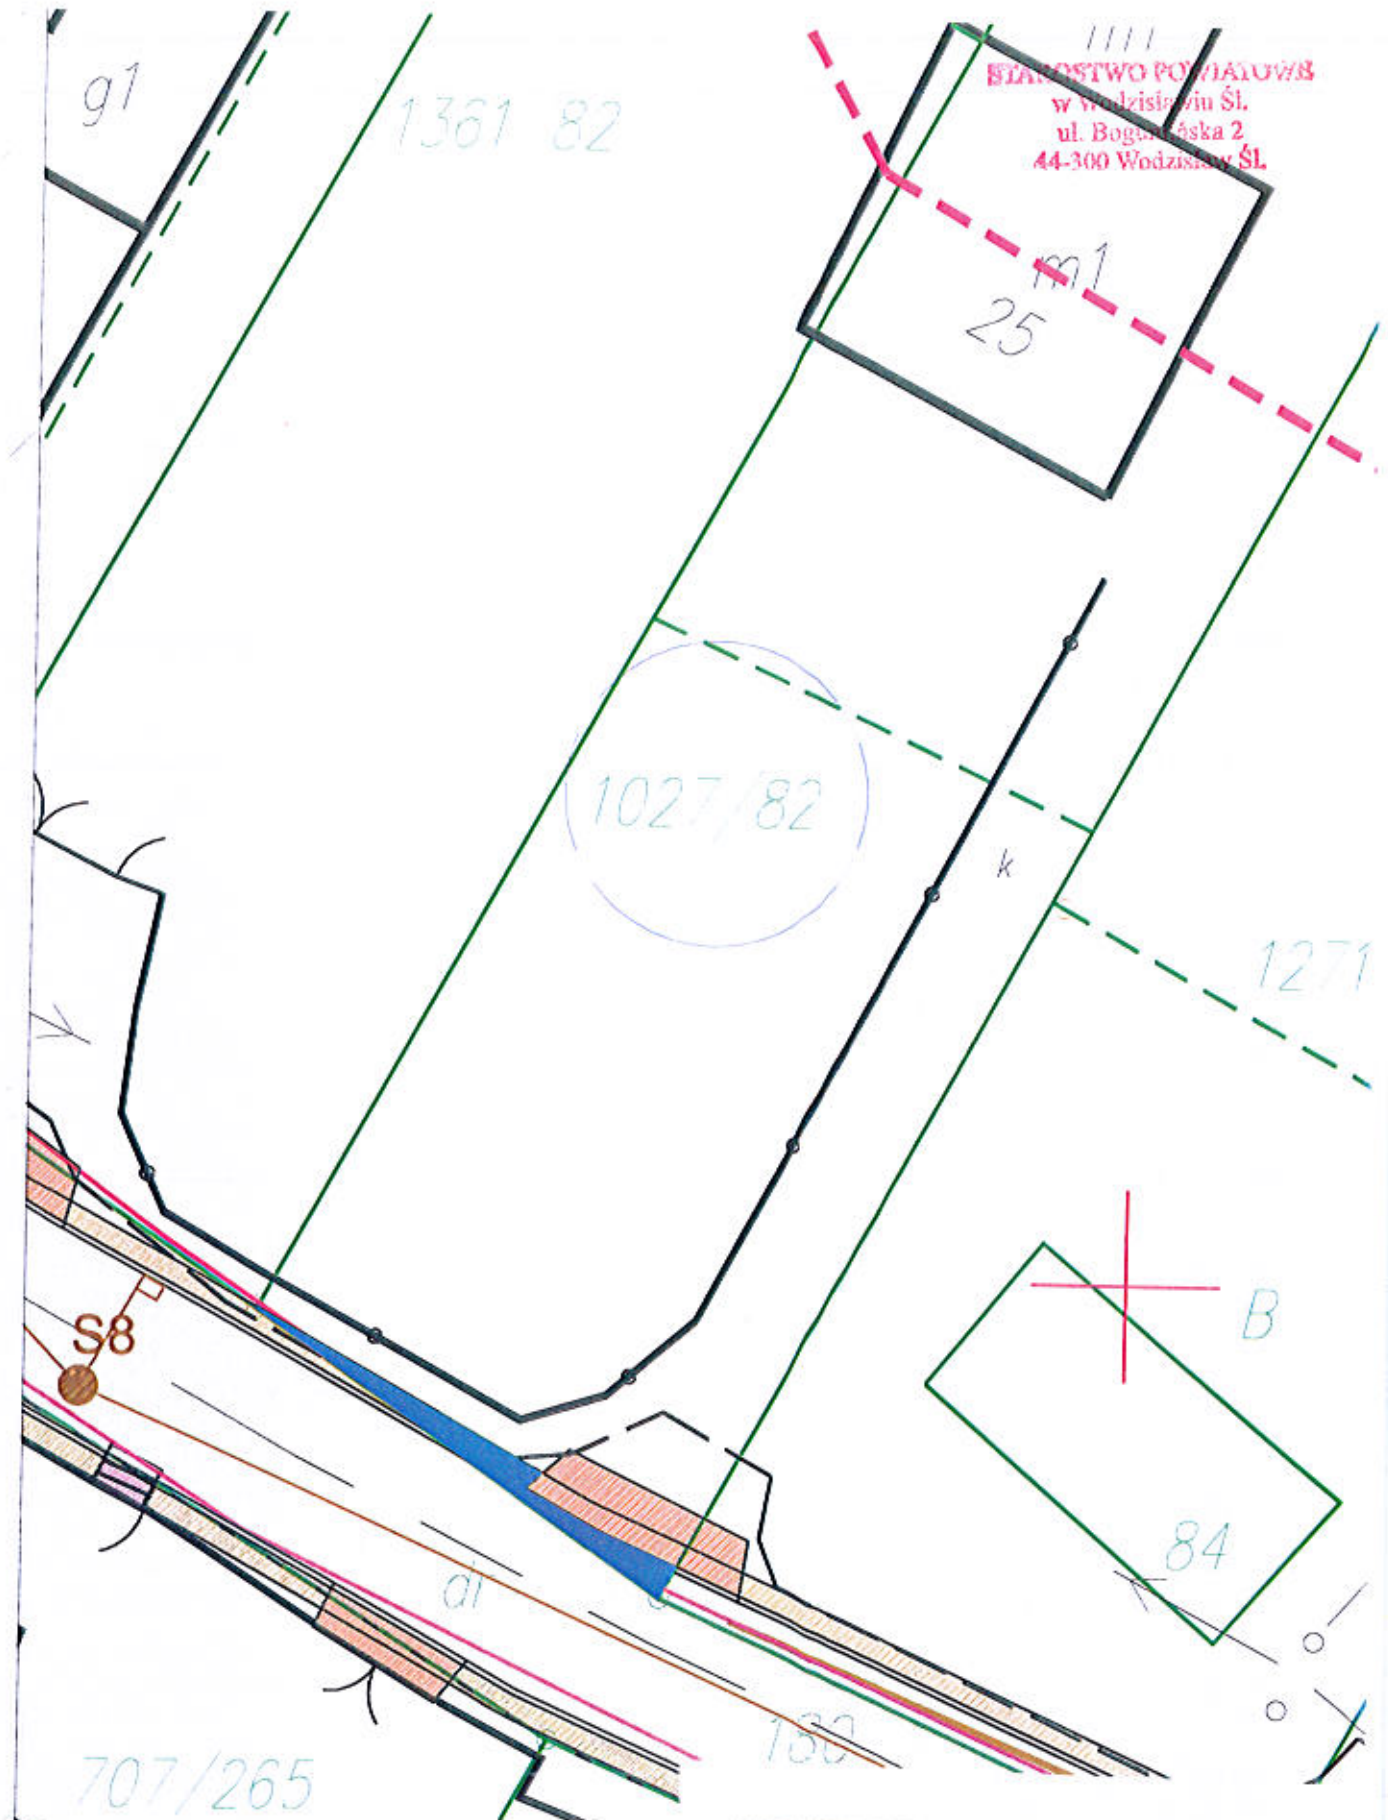 g1
1361 82
STAROSTWO POWIATOWE
w Wodzisławiu Śl.
ul. Bogumińska 2
44-300 Wodzisław Śl.
m1
25
1027/82
k
1271
B
S8
84
dr
180
707/265